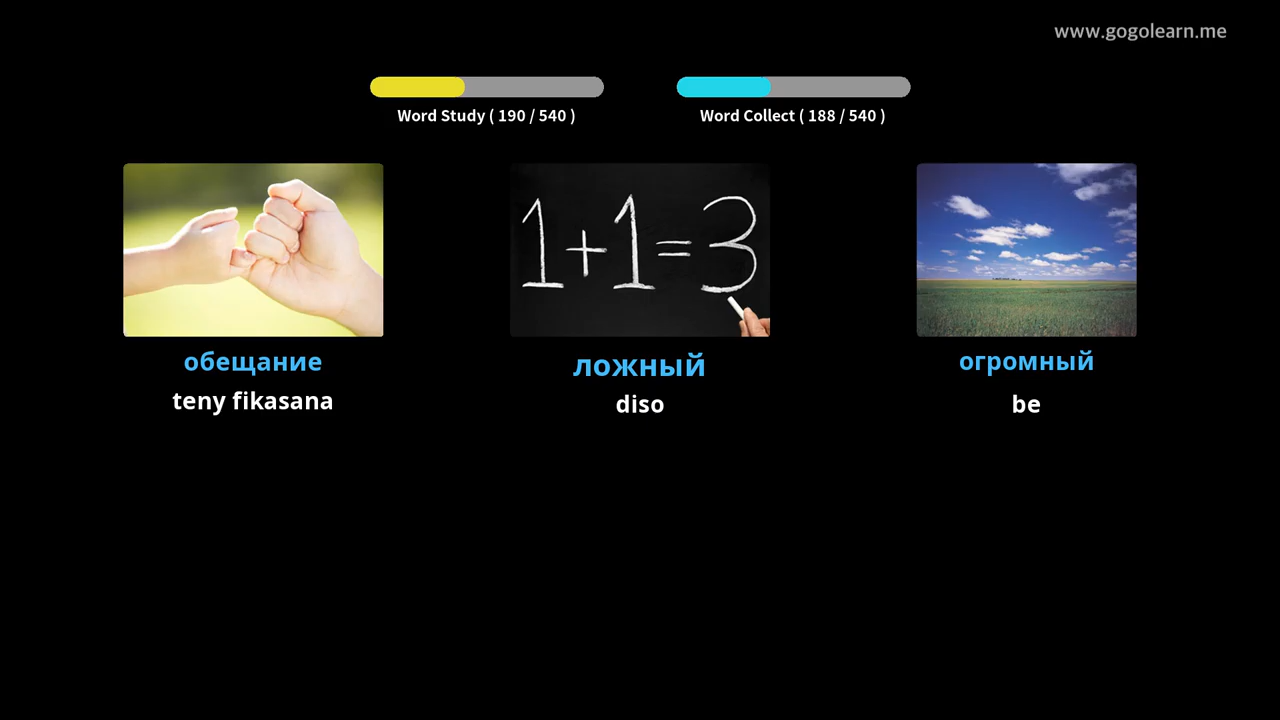 www.gogolearn.me
Word Study ( 190 / 540 )
Word Collect ( 188 / 540 )
1+1=3
обещание
ложный
огромный
teny fikasana
diso
be